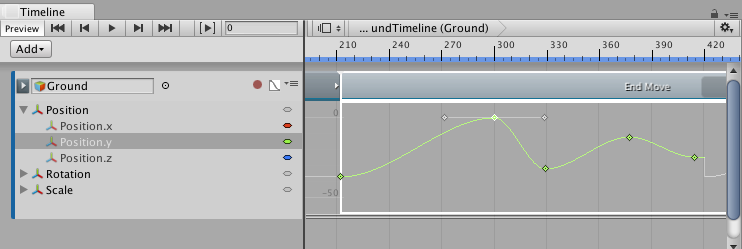 Timeline
Preview 0 ... undTimeline (Ground)
Add
210 240 270 300 330 360 390 420
Ground
End Move
Position
0
Position.x
Position.y
Position.z
Rotation
Scale
-50